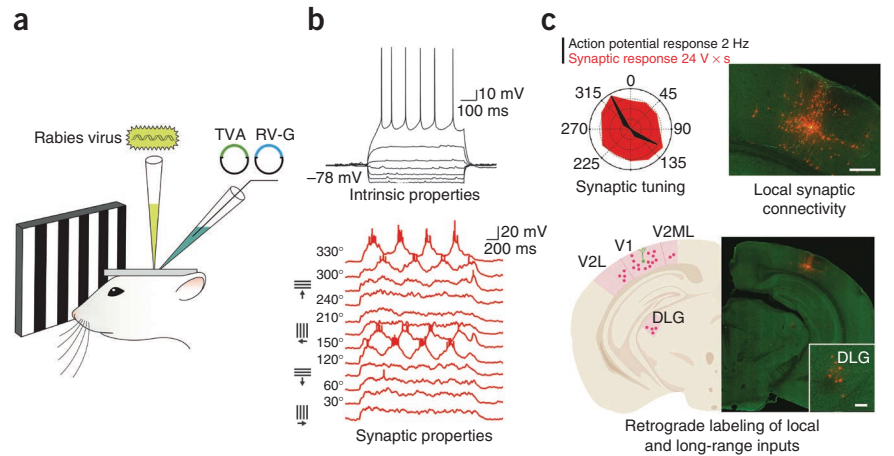 a
Rabies virus
TVA RV-G
b
10 mV
100 ms
–78 mV
Intrinsic properties
20 mV
200 ms
330°
300°
240°
210°
150°
120°
60°
30°
Synaptic properties
c
Action potential response 2 Hz
Synaptic response 24 V × s
0
45
90
135
225
270
315
Synaptic tuning
Local synaptic
connectivity
V2L
V1
V2ML
DLG
DLG
Retrograde labeling of local
and long-range inputs